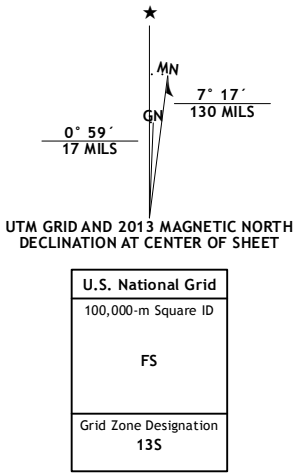 ★
MN
GN
7° 17´
130 MILS
0° 59´
17 MILS
UTM GRID AND 2013 MAGNETIC NORTH
DECLINATION AT CENTER OF SHEET
U.S. National Grid
100,000-m Square ID
FS
Grid Zone Designation
13S